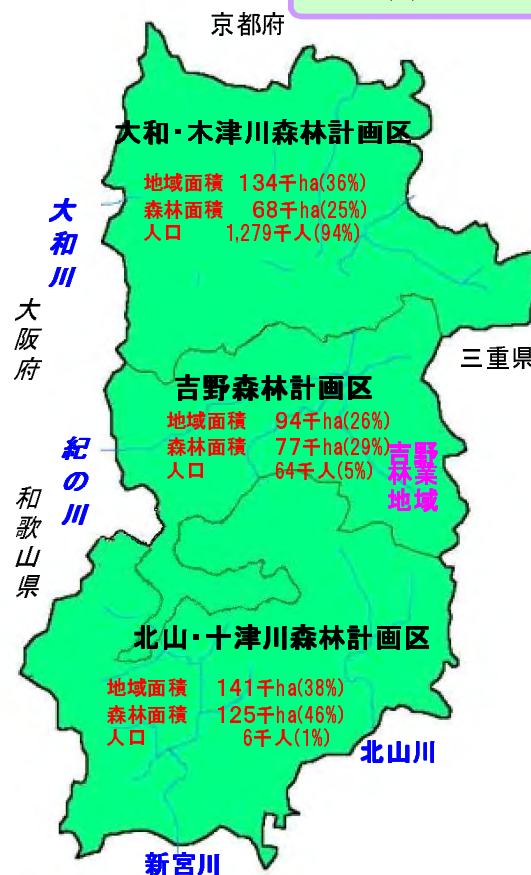 京都府
大和・木津川森林計画区
地域面積 134千ha(36%)
森林面積 68千ha(25%)
人口 1,279千人(94%)
大和川
大阪府
三重県
吉野森林計画区
地域面積 94千ha(26%)
森林面積 77千ha(29%)
人口 64千人(5%)
吉野
林業
地域
紀の川
和歌山県
北山・十津川森林計画区
地域面積 141千ha(38%)
森林面積 125千ha(46%)
人口 6千人(1%)
北山川
新宮川